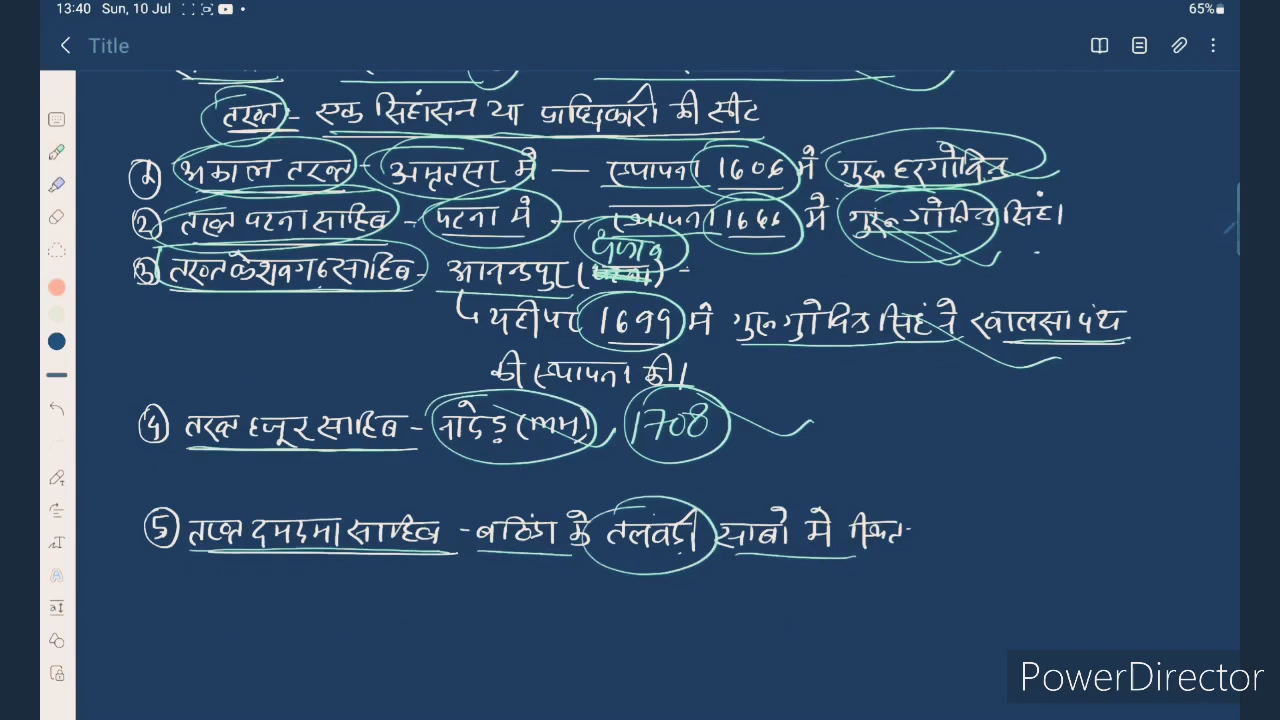 13:40 Sun, 10 Jul
65%
Title
तख्त - एक सिहांसन या प्राधिकारी की सीट
① अकाल तख्त - अमृतसर में — स्थापना 1606 में गुरू हरगोविन्द
② तख्त पटना साहिब - पटना में — स्थापना 1666 में गुरू गोविन्द सिंह।
③ तख्त केशवगढ साहिब - आनन्दपुर (पंजाब) -
यहीपर 1699 में गुरू गोविन्द सिंह ने खालसा पंथ
की स्थापना की।
④ तख्त हजूर साहिब - नांदेड़ 1708
⑤ तख्त दमदमा साहिब - बठिंडा के तलवंडी साबो में स्थित
PowerDirector